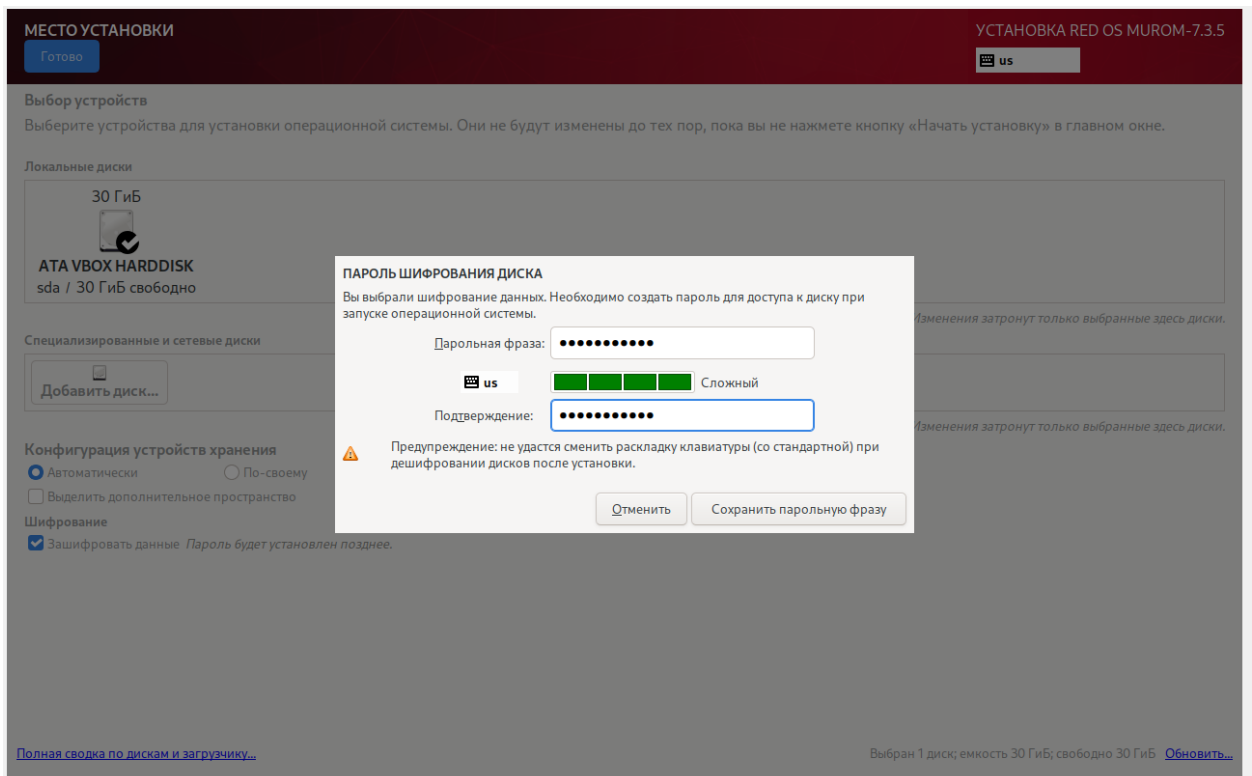 МЕСТО УСТАНОВКИ
УСТАНОВКА RED OS MUROM-7.3.5
Готово
us
Выбор устройств
Выберите устройства для установки операционной системы. Они не будут изменены до тех пор, пока вы не нажмете кнопку «Начать установку» в главном окне.
Локальные диски
30 ГиБ
ATA VBOX HARDDISK
sda / 30 ГиБ свободно
Изменения затронут только выбранные здесь диски.
Специализированные и сетевые диски
Добавить диск...
Изменения затронут только выбранные здесь диски.
ПАРОЛЬ ШИФРОВАНИЯ ДИСКА
Вы выбрали шифрование данных. Необходимо создать пароль для доступа к диску при
запуске операционной системы.
Парольная фраза: •••••••••••
us
Сложный
Подтверждение: •••••••••••
Предупреждение: не удастся сменить раскладку клавиатуры (со стандартной) при
дешифровании дисков после установки.
Отменить
Сохранить парольную фразу
Конфигурация устройств хранения
Автоматически
По-своему
Выделить дополнительное пространство
Шифрование
Зашифровать данные Пароль будет установлен позднее.
Полная сводка по дискам и загрузчику...
Выбран 1 диск; емкость 30 ГиБ; свободно 30 ГиБ Обновить...